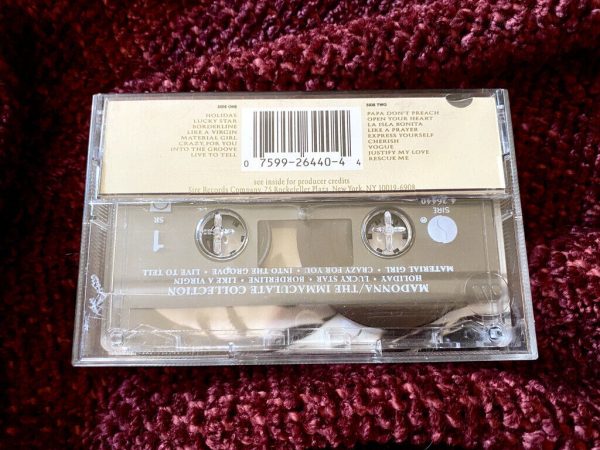 SIDE ONE
HOLIDAY
LUCKY STAR
BORDERLINE
LIKE A VIRGIN
MATERIAL GIRL
CRAZY FOR YOU
INTO THE GROOVE
LIVE TO TELL
SIDE TWO
PAPA DON'T PREACH
OPEN YOUR HEART
LA ISLA BONITA
LIKE A PRAYER
EXPRESS YOURSELF
CHERISH
VOGUE
JUSTIFY MY LOVE
RESCUE ME
0 7599-26440-4 4
see inside for producer credits
Sire Records Company, 75 Rockefeller Plaza, New York, NY 10019-6908
SIRE
4 26440
1
SR
MADONNA/THE IMMACULATE COLLECTION
HOLIDAY • LUCKY STAR • BORDERLINE • LIKE A VIRGIN
MATERIAL GIRL • CRAZY FOR YOU • INTO THE GROOVE • LIVE TO TELL